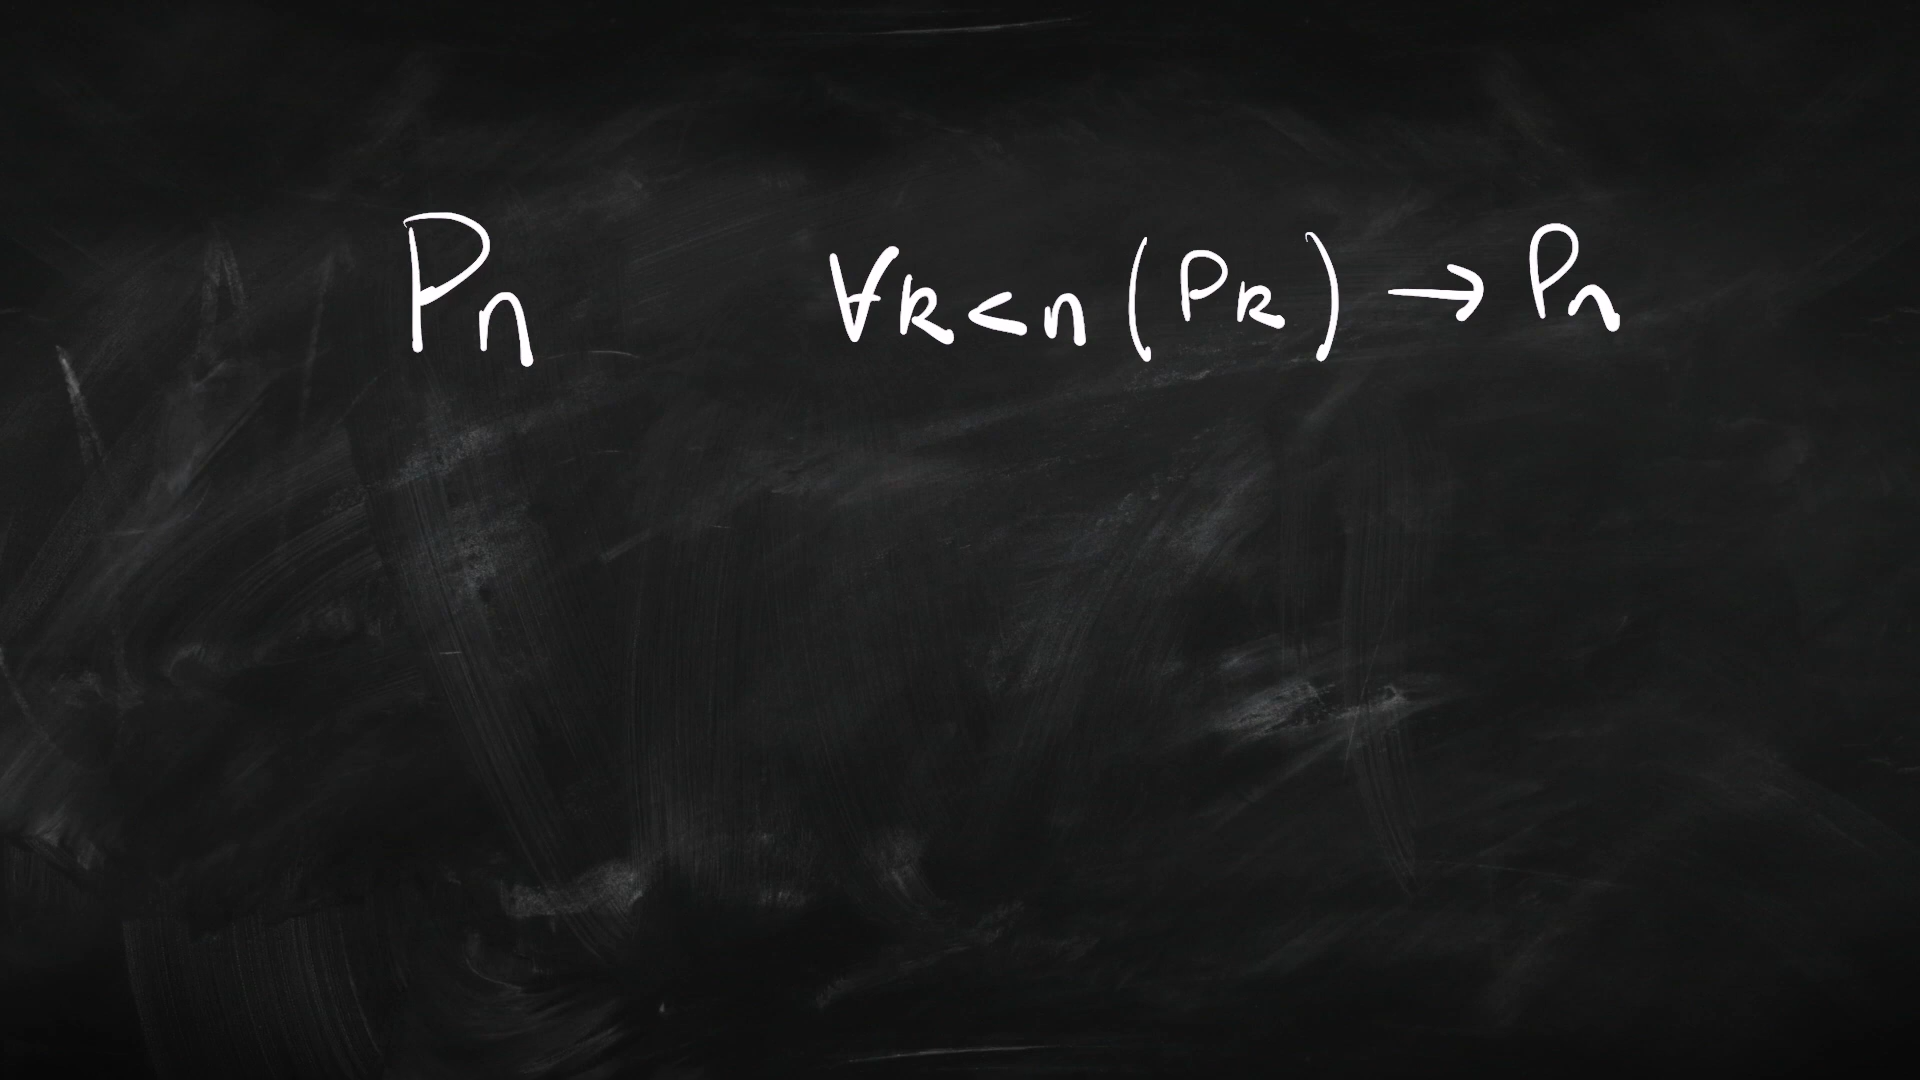 Pn ∀k<n (Pk) → Pn